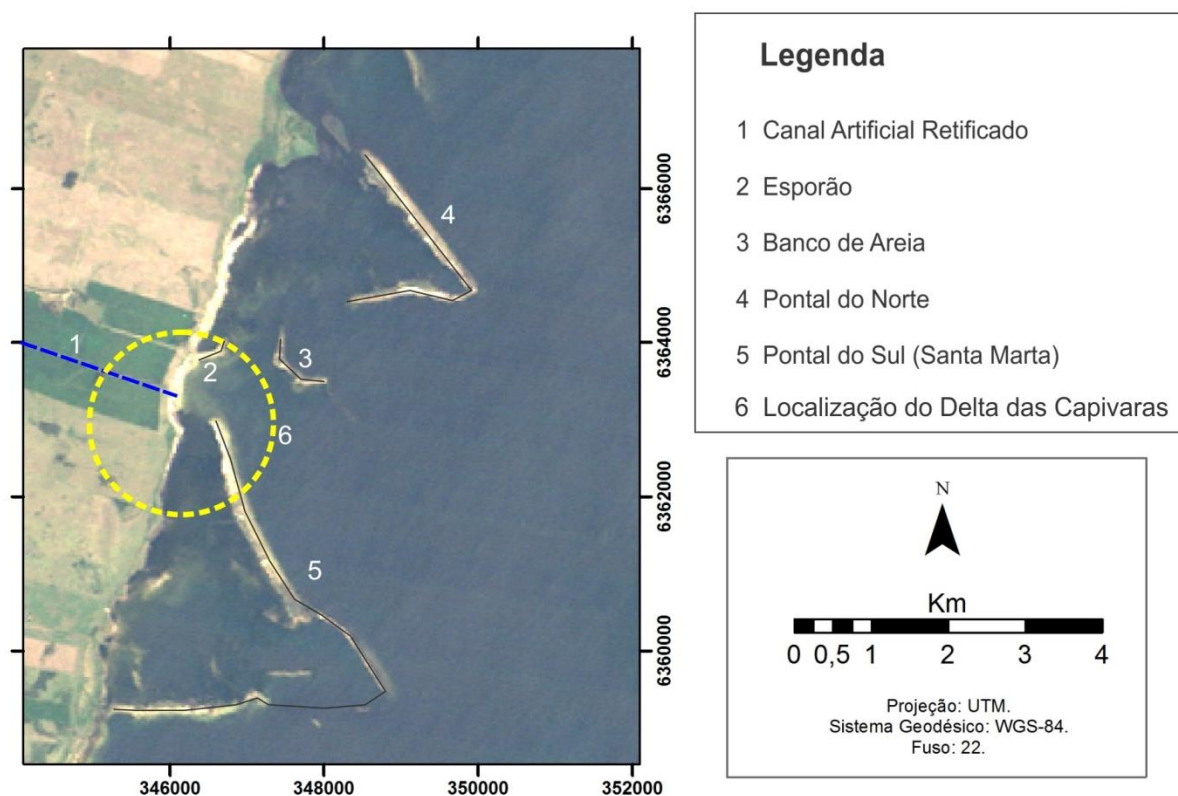 4
1
2
3
6
5
6366000
6364000
6362000
6360000
346000 348000 350000 352000
Legenda
1 Canal Artificial Retificado
2 Esporão
3 Banco de Areia
4 Pontal do Norte
5 Pontal do Sul (Santa Marta)
6 Localização do Delta das Capivaras
N
Km
0 0,5 1 2 3 4
Projeção: UTM.
Sistema Geodésico: WGS-84.
Fuso: 22.